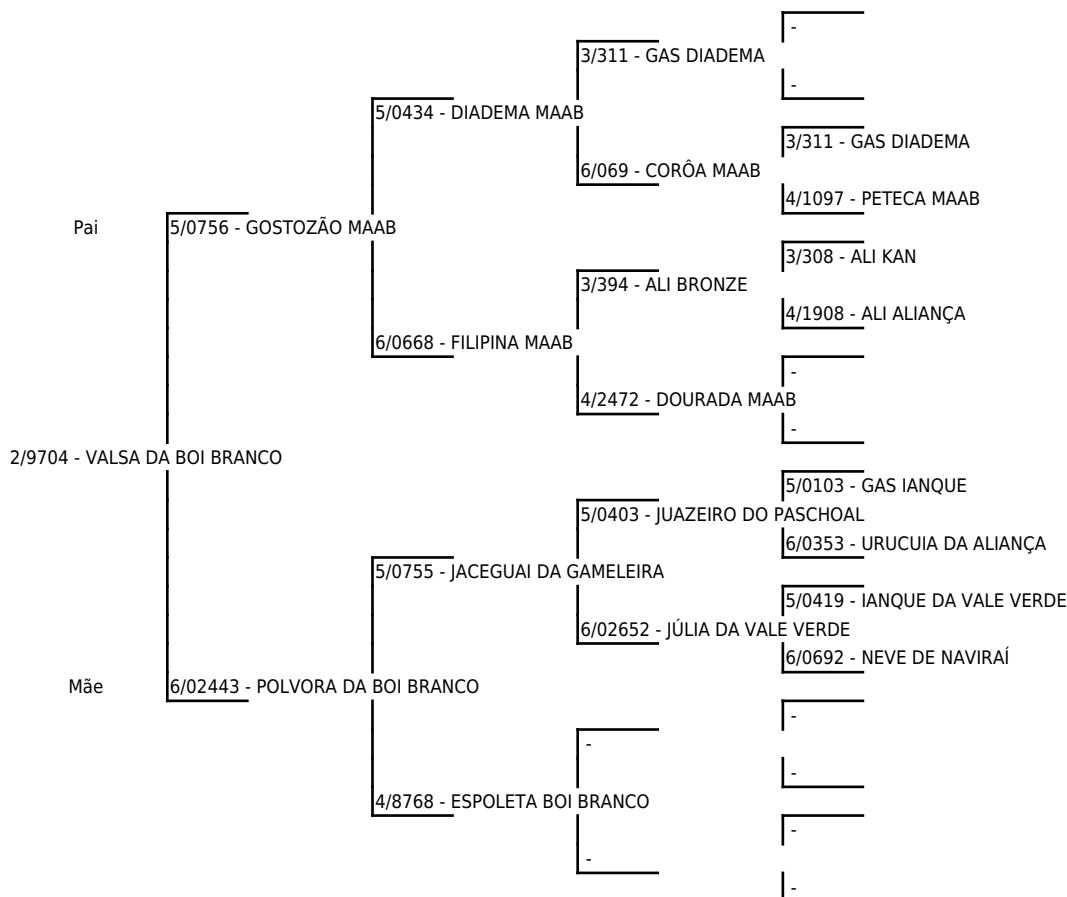 -
3/311 - GAS DIADEMA
-
5/0434 - DIADEMA MAAB
3/311 - GAS DIADEMA
6/069 - CORÔA MAAB
4/1097 - PETECA MAAB
Pai
5/0756 - GOSTOZÃO MAAB
3/308 - ALI KAN
3/394 - ALI BRONZE
4/1908 - ALI ALIANÇA
6/0668 - FILIPINA MAAB
-
4/2472 - DOURADA MAAB
-
2/9704 - VALSA DA BOI BRANCO
5/0103 - GAS IANQUE
5/0403 - JUAZEIRO DO PASCHOAL
6/0353 - URUCUIA DA ALIANÇA
5/0755 - JACEGUAI DA GAMELEIRA
5/0419 - IANQUE DA VALE VERDE
6/02652 - JÚLIA DA VALE VERDE
6/0692 - NEVE DE NAVIRAÍ
Mãe
6/02443 - POLVORA DA BOI BRANCO
-
-
-
4/8768 - ESPOLETA BOI BRANCO
-
-
-